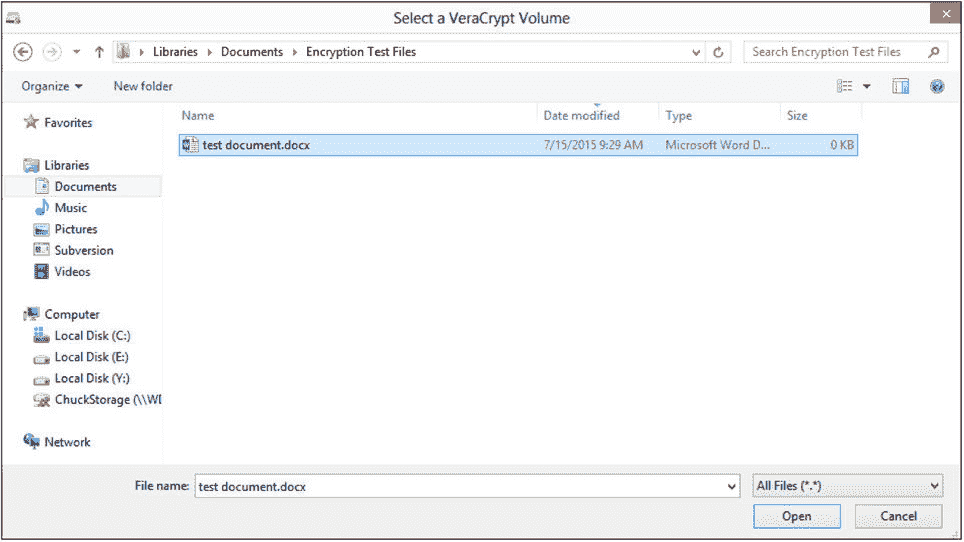 Select a VeraCrypt Volume
Libraries Documents Encryption Test Files
Search Encryption Test Files
Organize New folder
Name Date modified Type Size
test document.docx 7/15/2015 9:29 AM Microsoft Word D... 0 KB
Favorites
Libraries
Documents
Music
Pictures
Subversion
Videos
Computer
Local Disk (C:)
Local Disk (E:)
Local Disk (Y:)
ChuckStorage (\\WD
Network
File name: test document.docx All Files (*.*)
Open Cancel